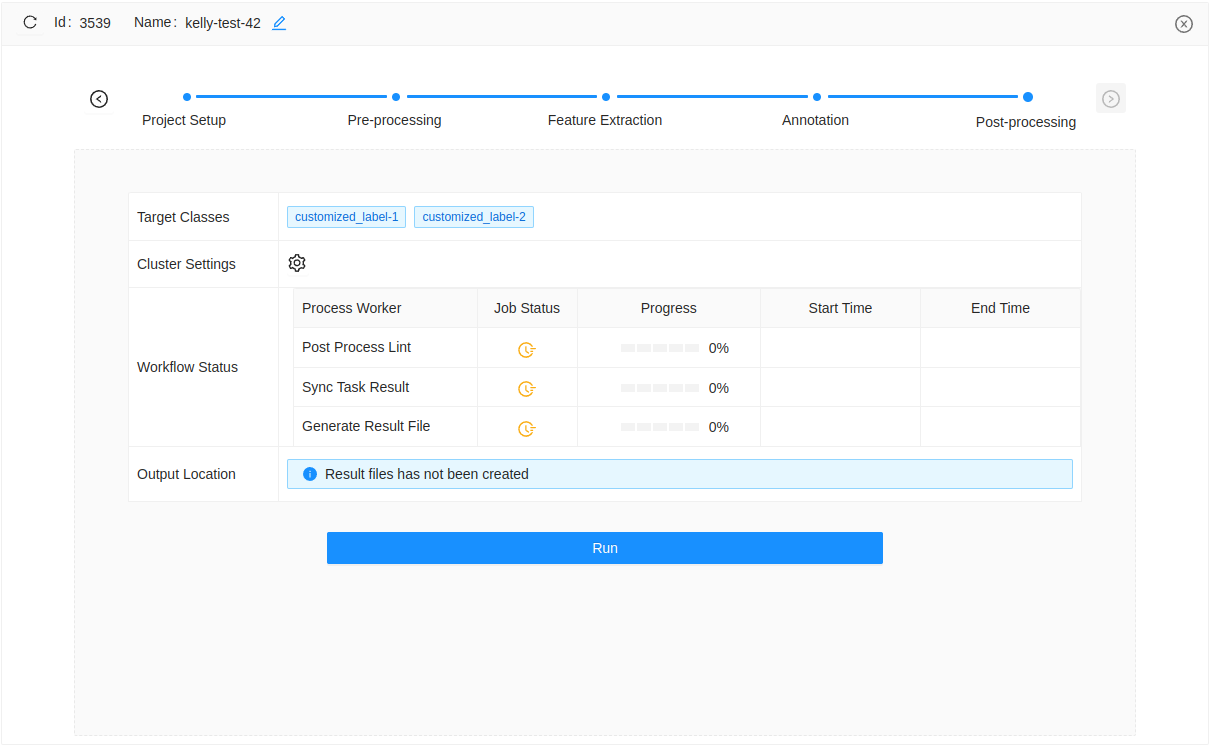 Id: 3539 Name: kelly-test-42
Project Setup Pre-processing Feature Extraction Annotation Post-processing
Target Classes customized_label-1 customized_label-2
Cluster Settings
Process Worker Job Status Progress Start Time End Time
Post Process Lint 0%
Workflow Status
Sync Task Result 0%
Generate Result File 0%
Output Location Result files has not been created
Run